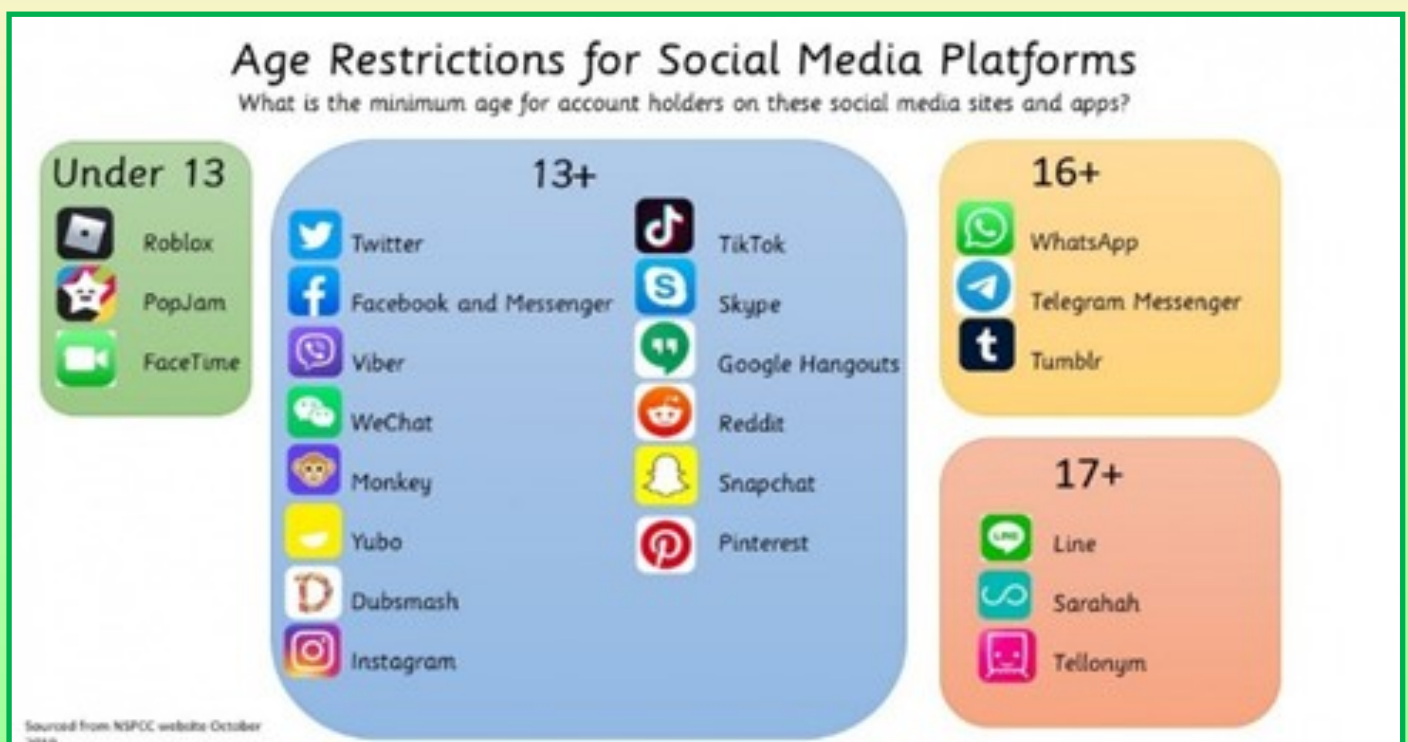 Age Restrictions for Social Media Platforms
What is the minimum age for account holders on these social media sites and apps?
Under 13
Roblox
PopJam
FaceTime
13+
Twitter
Facebook and Messenger
Viber
WeChat
Monkey
Yubo
Dubsmash
Instagram
TikTok
Skype
Google Hangouts
Reddit
Snapchat
Pinterest
16+
WhatsApp
Telegram Messenger
Tumblr
17+
LINE
Line
Sarahah
Tellonym
Sourced from NSPCC website October